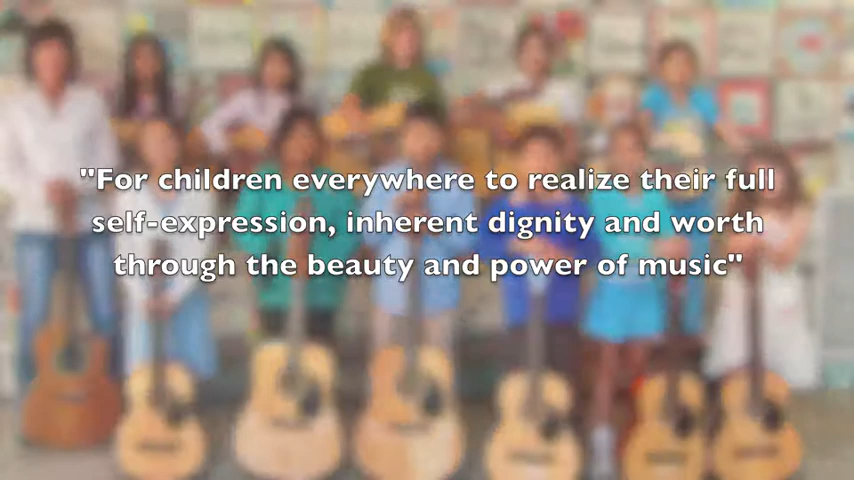 "For children everywhere to realize their full
self-expression, inherent dignity and worth
through the beauty and power of music"